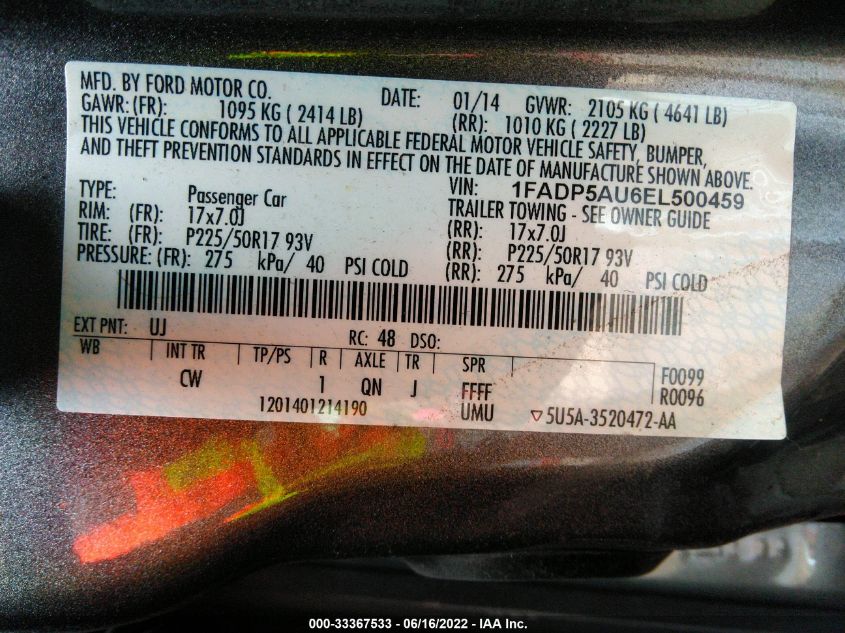 MFD. BY FORD MOTOR CO. DATE: 01/14 GVWR: 2105 KG ( 4641 LB)
GAWR: (FR): 1095 KG ( 2414 LB) (RR): 1010 KG ( 2227 LB)
THIS VEHICLE CONFORMS TO ALL APPLICABLE FEDERAL MOTOR VEHICLE SAFETY, BUMPER,
AND THEFT PREVENTION STANDARDS IN EFFECT ON THE DATE OF MANUFACTURE SHOWN ABOVE.
VIN: 1FADP5AU6EL500459
TYPE: Passenger Car TRAILER TOWING - SEE OWNER GUIDE
RIM: (FR): 17x7.0J (RR): 17x7.0J
TIRE: (FR): P225/50R17 93V (RR): P225/50R17 93V
PRESSURE: (FR): 275 kPa/ 40 PSI COLD (RR): 275 kPa/ 40 PSI COLD
EXT PNT: UJ RC: 48 DSO:
WB INT TR TP/PS R AXLE TR SPR F0099
CW 1 QN J FFFF R0096
1201401214190 UMU ▽5U5A-3520472-AA
000-33367533 - 06/16/2022 - IAA Inc.